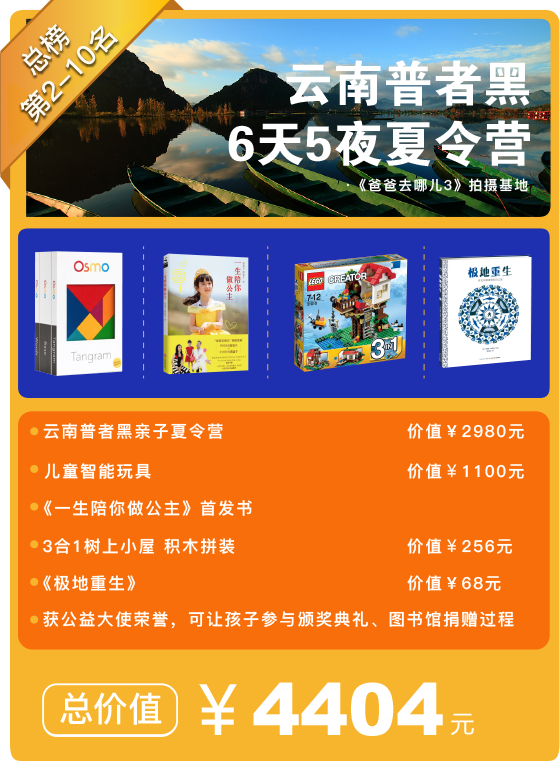 总榜
第2-10名
云南普者黑
6天5夜夏令营
·《爸爸去哪儿3》拍摄基地
Osmo
Tangram
一生陪你
做公主
LEGO
CREATOR
7-12
3in1
极地重生
云南普者黑亲子夏令营 价值￥2980元
儿童智能玩具 价值￥1100元
《一生陪你做公主》首发书
3合1树上小屋 积木拼装 价值￥256元
《极地重生》 价值￥68元
获公益大使荣誉，可让孩子参与颁奖典礼、图书馆捐赠过程
总价值 ￥4404元